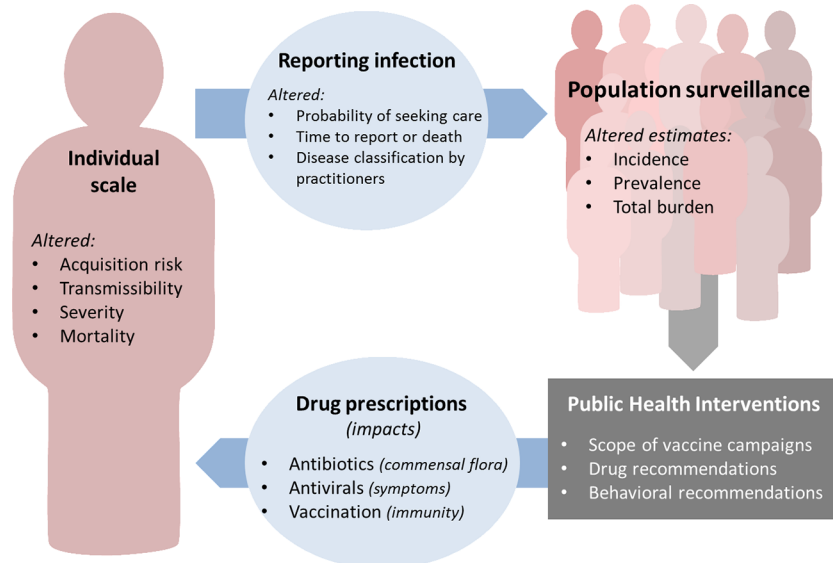 Individual
scale
Altered:
• Acquisition risk
• Transmissibility
• Severity
• Mortality
Reporting infection
Altered:
• Probability of seeking care
• Time to report or death
• Disease classification by
practitioners
Population surveillance
Altered estimates:
• Incidence
• Prevalence
• Total burden
Public Health Interventions
• Scope of vaccine campaigns
• Drug recommendations
• Behavioral recommendations
Drug prescriptions
(impacts)
• Antibiotics (commensal flora)
• Antivirals (symptoms)
• Vaccination (immunity)